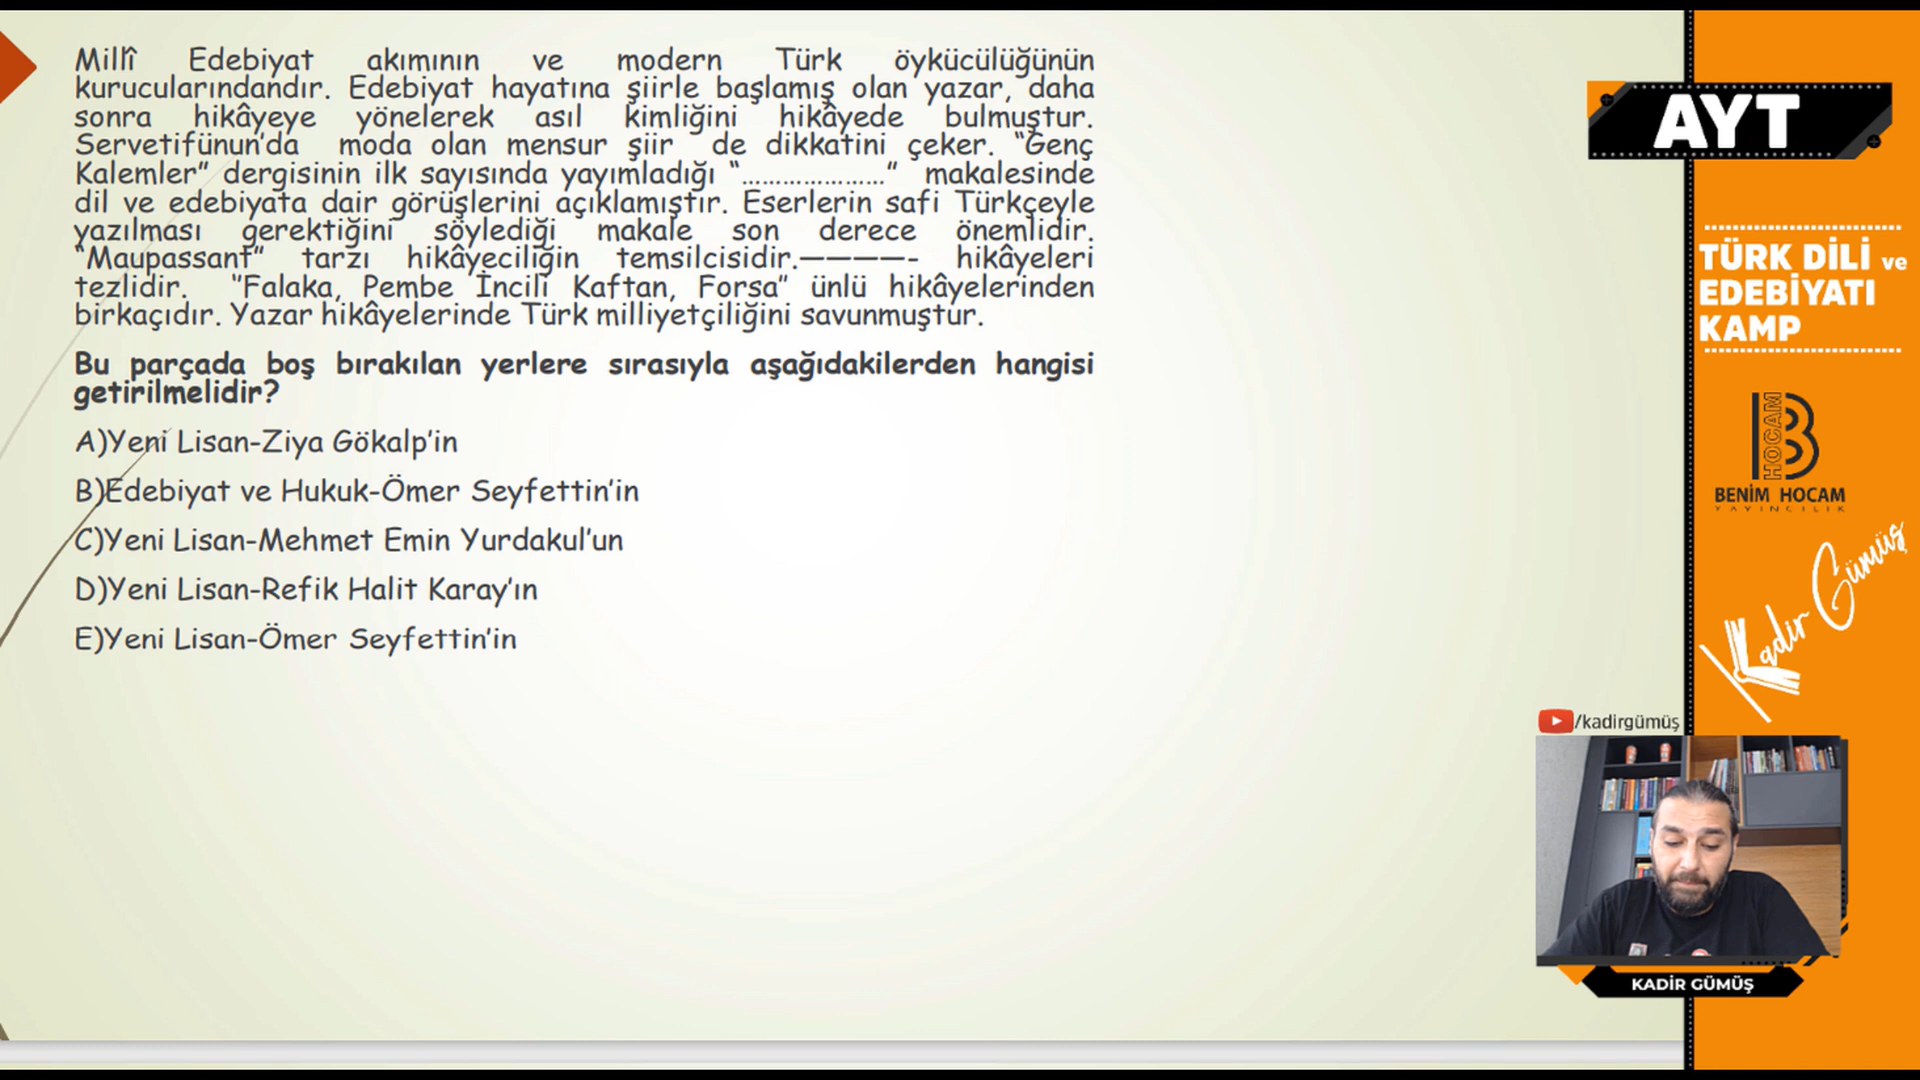 Millî Edebiyat akımının ve modern Türk öykücülüğünün
kurucularındandır. Edebiyat hayatına şiirle başlamış olan yazar, daha
sonra hikâyeye yönelerek asıl kimliğini hikâyede bulmuştur.
Servetifünun’da moda olan mensur şiir de dikkatini çeker. “Genç
Kalemler” dergisinin ilk sayısında yayımladığı “…………………” makalesinde
dil ve edebiyata dair görüşlerini açıklamıştır. Eserlerin safi Türkçeyle
yazılması gerektiğini söylediği makale son derece önemlidir.
“Maupassant” tarzı hikâyeciliğin temsilcisidir.————- hikâyeleri
tezlidir. “Falaka, Pembe İncili Kaftan, Forsa” ünlü hikâyelerinden
birkaçıdır. Yazar hikâyelerinde Türk milliyetçiliğini savunmuştur.
Bu parçada boş bırakılan yerlere sırasıyla aşağıdakilerden hangisi
getirilmelidir?
A)Yeni Lisan-Ziya Gökalp’in
B)Edebiyat ve Hukuk-Ömer Seyfettin’in
C)Yeni Lisan-Mehmet Emin Yurdakul’un
D)Yeni Lisan-Refik Halit Karay’ın
E)Yeni Lisan-Ömer Seyfettin’in
AYT
TÜRK DİLİ ve
EDEBİYATI
KAMP
HOCAM
BENİM HOCAM
YAYINCILIK
Kadir Gümüş
/kadirgümüş
KADİR GÜMÜŞ